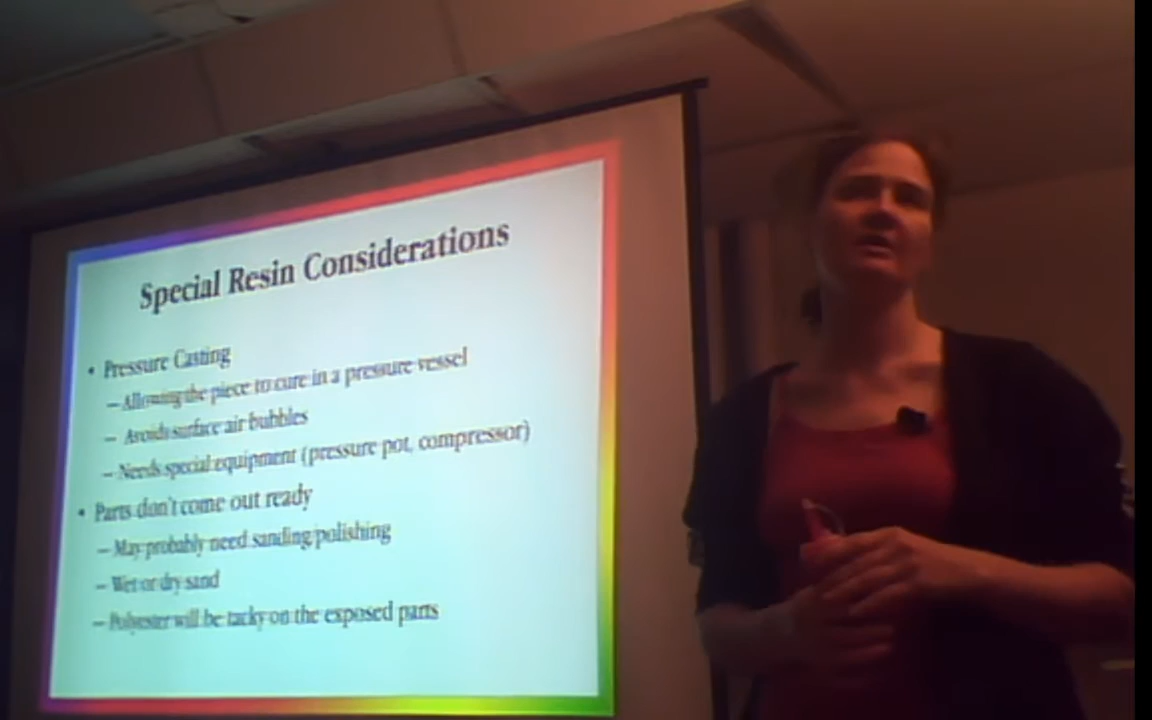 Special Resin Considerations
• Pressure Casting
– Allowing the piece to cure in a pressure vessel
– Avoids surface air bubbles
– Needs special equipment (pressure pot, compressor)
• Parts don't come out ready
– May probably need sanding/polishing
– Wet or dry sand
– Polyester will be tacky on the exposed parts